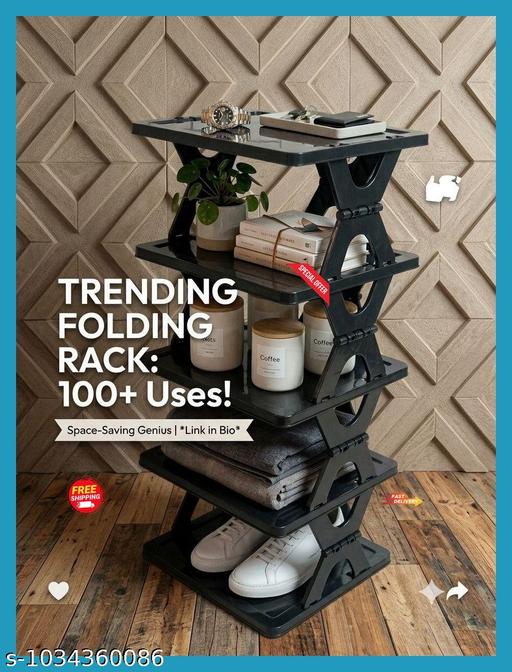 SPECIAL OFFER
TRENDING
FOLDING
RACK:
100+ Uses!
Coffee
Coffee
Space-Saving Genius | *Link in Bio*
FREE
SHIPPING
FAST
DELIVERY
s-1034360086